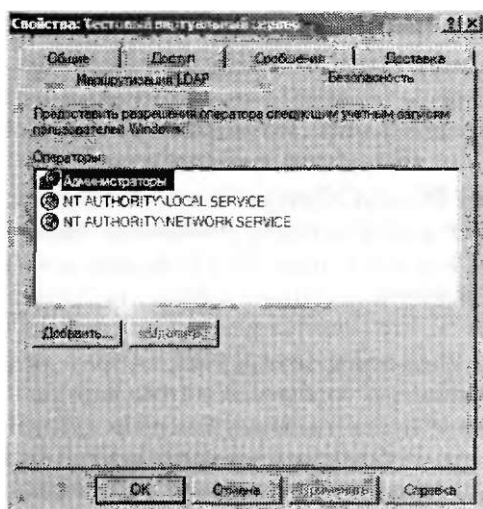 Свойства: Тестовый виртуальный сервер
Общие Доступ Сообщения Доставка
Маршрутизация LDAP Безопасность
Предоставить разрешения оператора следующим учетным записям
пользователей Windows:
Операторы:
Администраторы
NT AUTHORITY\LOCAL SERVICE
NT AUTHORITY\NETWORK SERVICE
Добавить... Удалить
OK Отмена Применить Справка